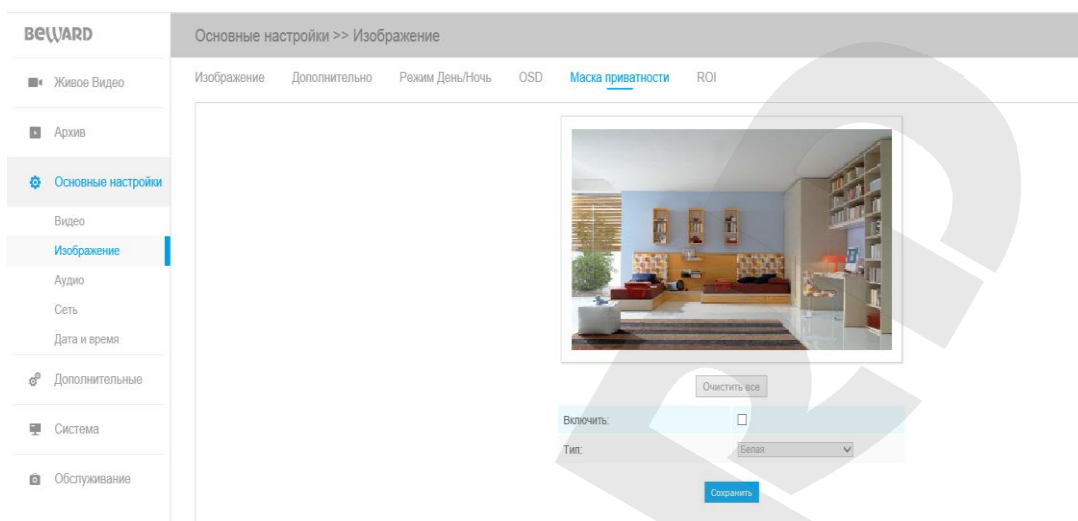 BEWARD
Основные настройки >> Изображение
Живое Видео
Архив
Основные настройки
Видео
Изображение
Аудио
Сеть
Дата и время
Дополнительные
Система
Обслуживание
Изображение Дополнительно Режим День/Ночь OSD Маска приватности ROI
Очистить все
Включить:
Тип: Белая
Сохранить